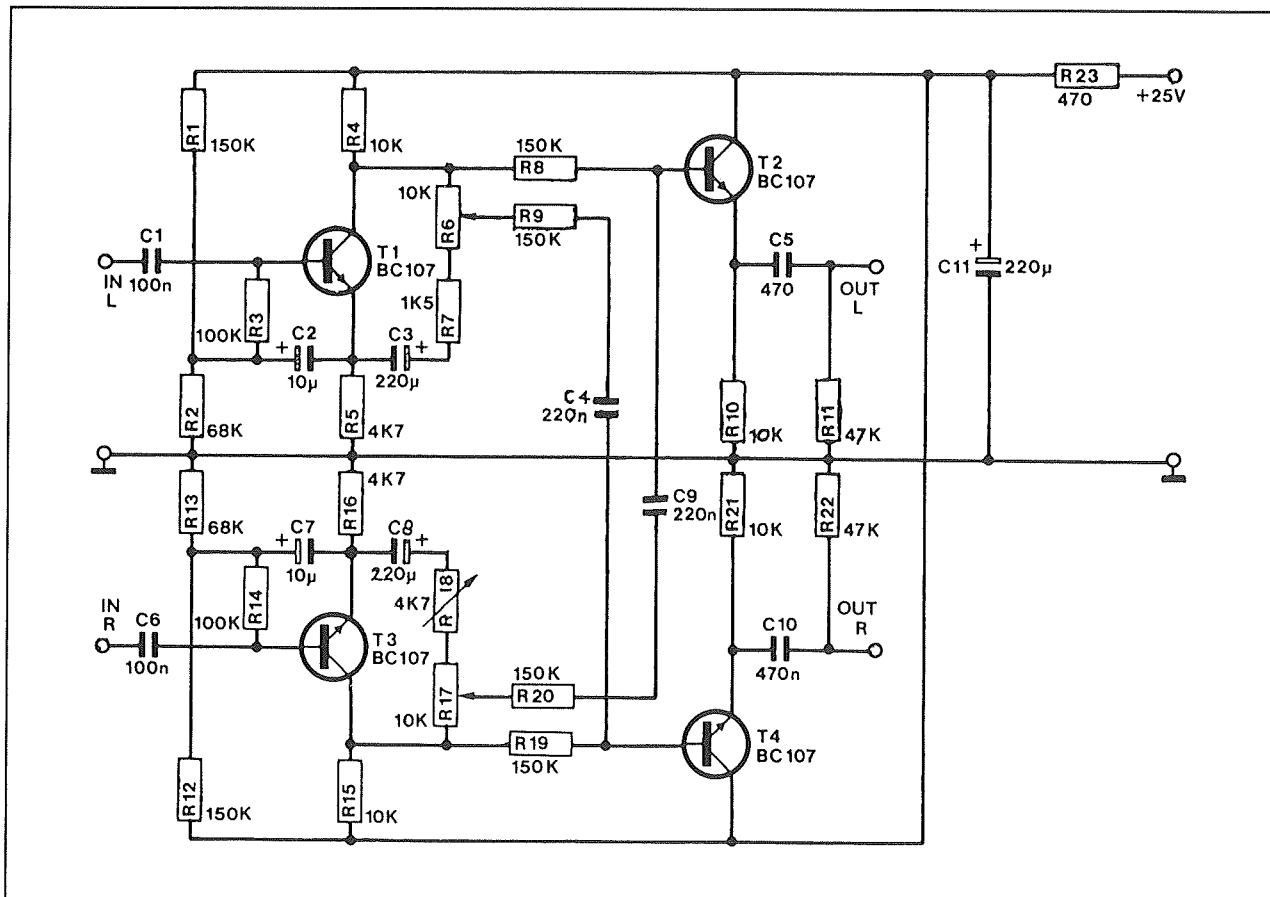 R1
150K
R4
10K
150K
R8
T2
BC107
R23
470
+25V
10K
R6
R9
150K
C1
100n
IN
L
T1
BC107
R3
100K
1K5
R7
C5
470
OUT
L
+
C11
220µ
+
C2
10µ
C3
+
220µ
R2
68K
R5
4K7
C4
220n
R10
10K
R11
47K
R13
68K
4K7
R16
C9
220n
R21
10K
R22
47K
+
C7
10µ
C8
+
220µ
R14
100K
IN
R
C6
100n
T3
BC107
4K7
R 18
OUT
R
C10
470n
R17
10K
150K
R20
R19
150K
T4
BC107
R12
150K
R15
10K